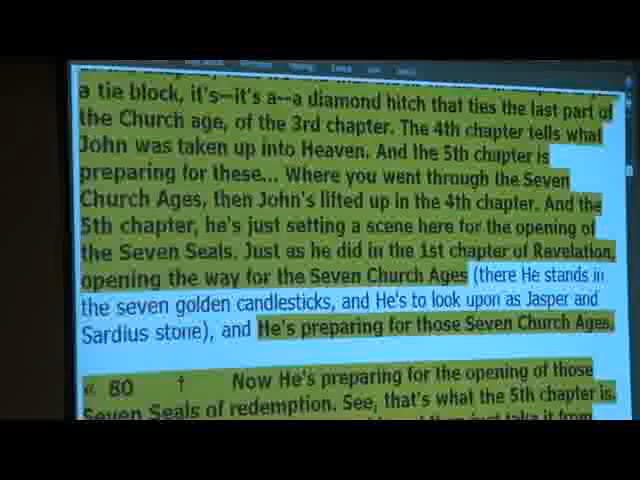 a tie block, it's--it's a--a diamond hitch that ties the last part of
the Church age, of the 3rd chapter. The 4th chapter tells what
John was taken up into Heaven. And the 5th chapter is
preparing for these... Where you went through the Seven
Church Ages, then John's lifted up in the 4th chapter. And the
5th chapter, he's just setting a scene here for the opening of
the Seven Seals. Just as he did in the 1st chapter of Revelation,
opening the way for the Seven Church Ages (there He stands in
the seven golden candlesticks, and He's to look upon as Jasper and
Sardius stone), and He's preparing for those Seven Church Ages.
« 80 † Now He's preparing for the opening of those
Seven Seals of redemption. See, that's what the 5th chapter is.
just take it from